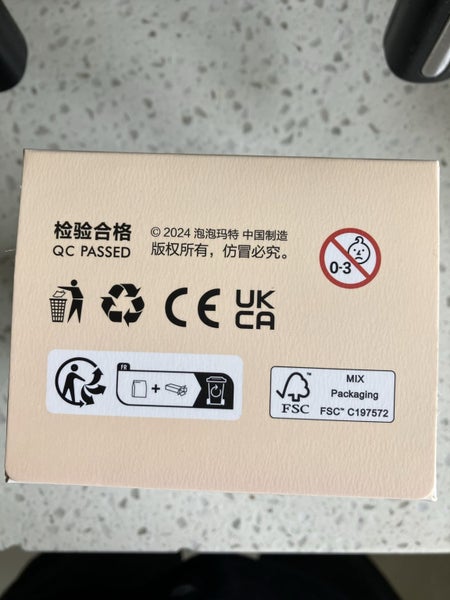 检验合格
QC PASSED
© 2024 泡泡玛特 中国制造
版权所有，仿冒必究。
0-3
CE
UK
CA
FR
FSC™
MIX
Packaging
FSC™ C197572